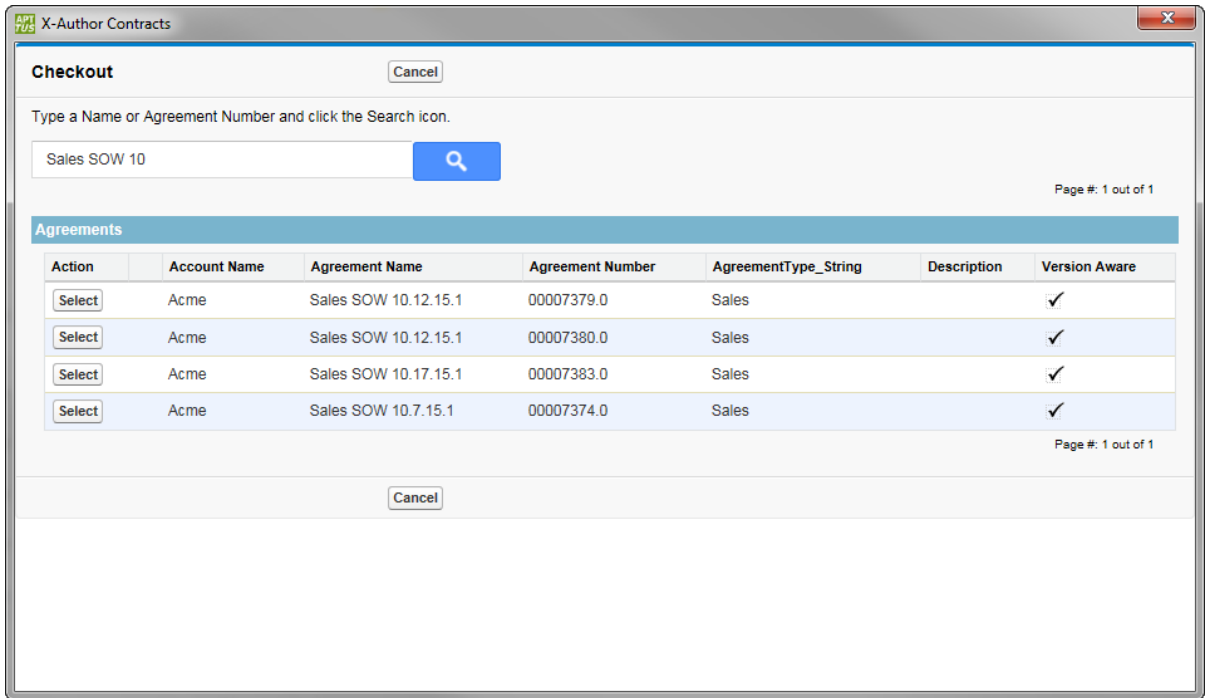 APT TUS X-Author Contracts x
Checkout Cancel
Type a Name or Agreement Number and click the Search icon.
Sales SOW 10
Page #: 1 out of 1
Agreements
Action Account Name Agreement Name Agreement Number AgreementType_String Description Version Aware
Select Acme Sales SOW 10.12.15.1 00007379.0 Sales
Select Acme Sales SOW 10.12.15.1 00007380.0 Sales
Select Acme Sales SOW 10.17.15.1 00007383.0 Sales
Select Acme Sales SOW 10.7.15.1 00007374.0 Sales
Page #: 1 out of 1
Cancel